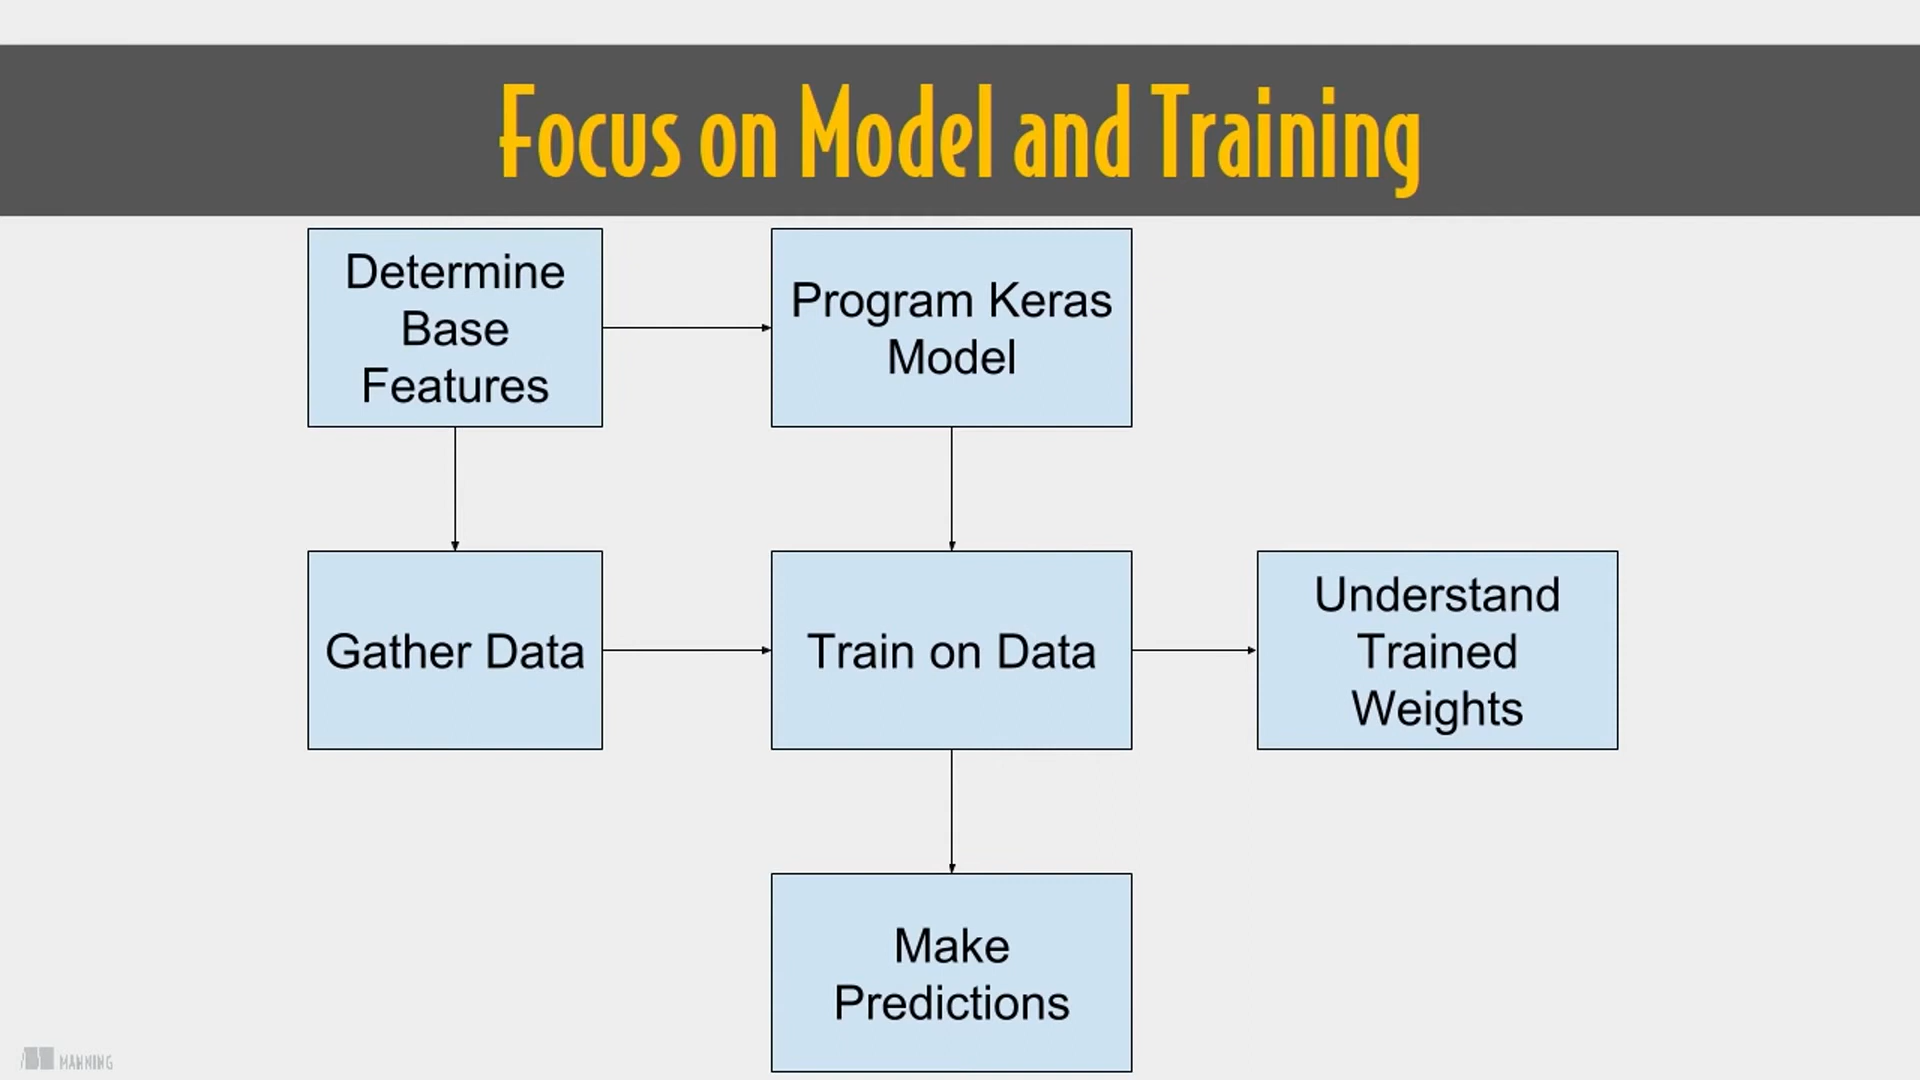 Focus on Model and Training
Determine
Base
Features
Program Keras
Model
Gather Data
Train on Data
Understand
Trained
Weights
Make
Predictions
MANNING